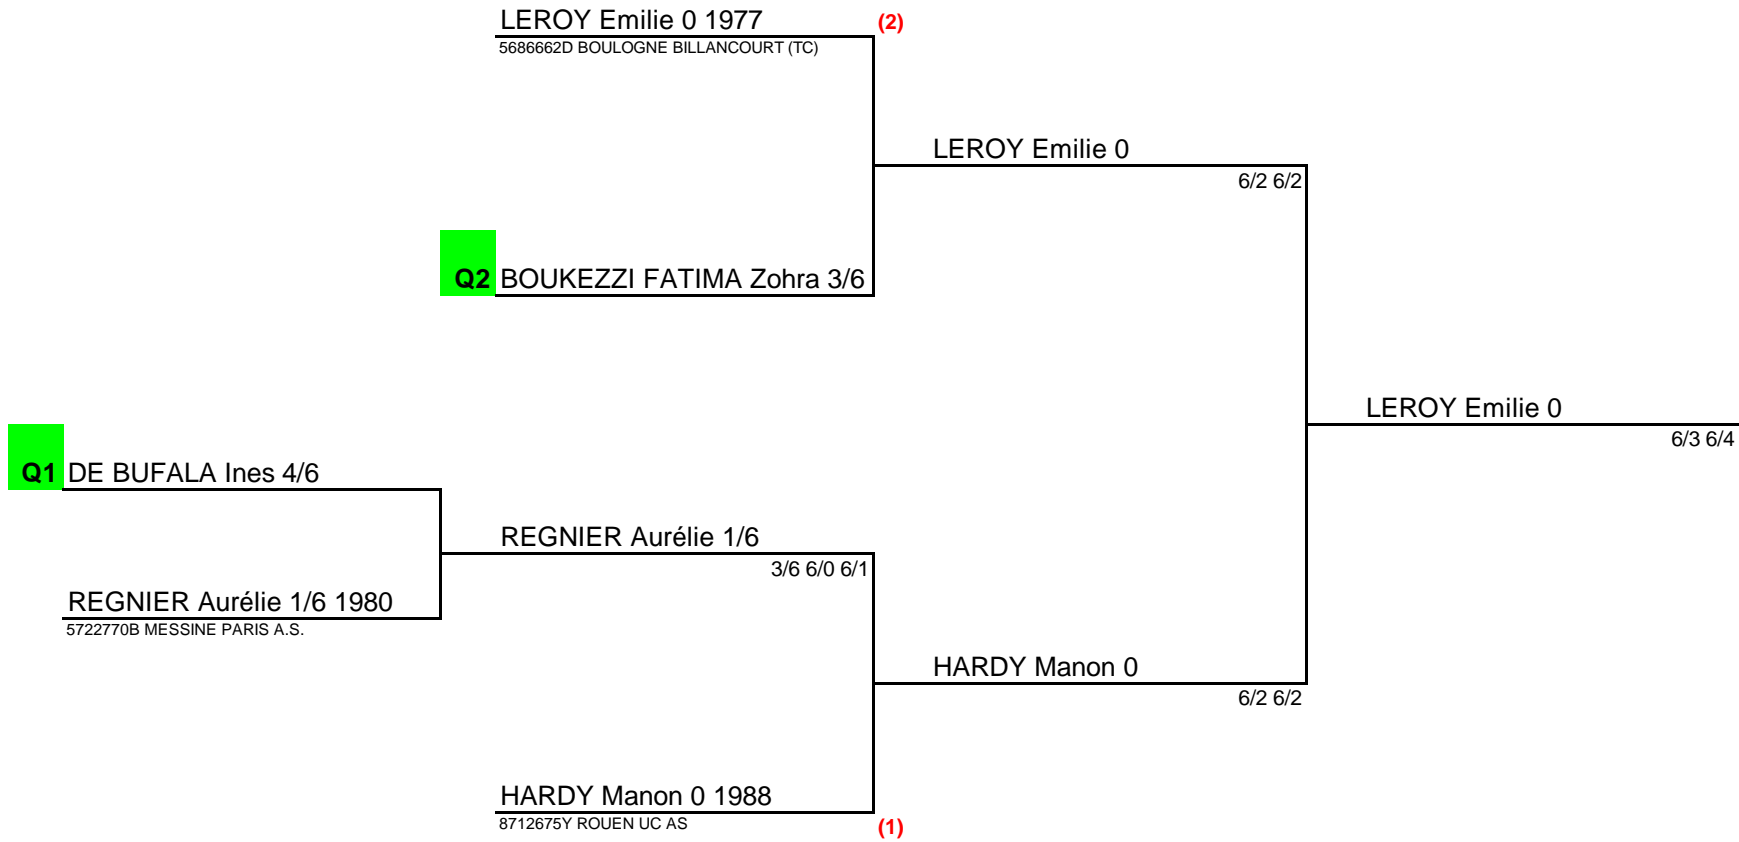 LEROY Emilie 0 1977
(2)
5686662D BOULOGNE BILLANCOURT (TC)
LEROY Emilie 0
6/2 6/2
Q2 BOUKEZZI FATIMA Zohra 3/6
LEROY Emilie 0
6/3 6/4
Q1 DE BUFALA Ines 4/6
REGNIER Aurélie 1/6
3/6 6/0 6/1
REGNIER Aurélie 1/6 1980
5722770B MESSINE PARIS A.S.
HARDY Manon 0
6/2 6/2
HARDY Manon 0 1988
8712675Y ROUEN UC AS
(1)